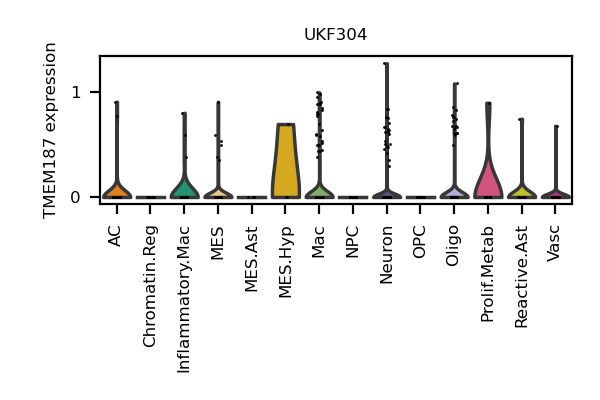 UKF304
TMEM187 expression
1
0
AC
Chromatin.Reg
Inflammatory.Mac
MES
MES.Ast
MES.Hyp
Mac
NPC
Neuron
OPC
Oligo
Prolif.Metab
Reactive.Ast
Vasc